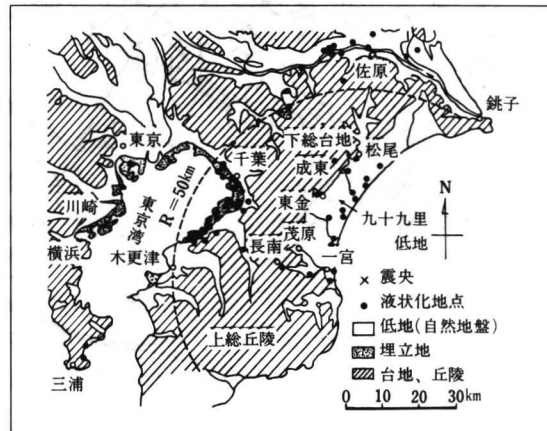 佐原
銚子
東京
千葉
下総台地
松尾
成東
川崎
東京湾
R=50km
東金
九十九里
低地
N
横浜
木更津
長南
茂原
一宮
上総丘陵
三浦
× 震央
● 液状化地点
低地(自然地盤)
埋立地
台地、丘陵
0 10 20 30km